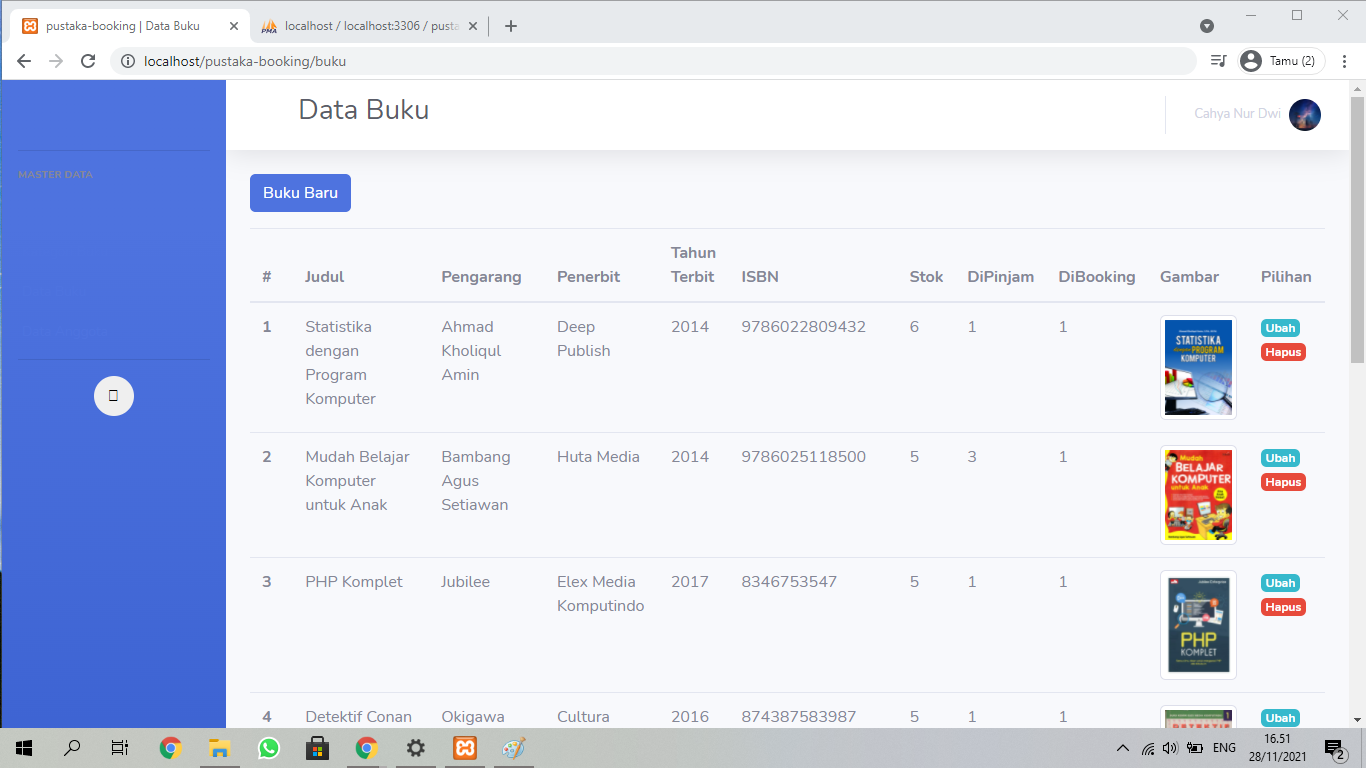 pustaka-booking | Data Buku
localhost / localhost:3306 / pusta
localhost/pustaka-booking/buku
Tamu (2)
Data Buku
Cahya Nur Dwi
MASTER DATA
Buku Baru
# Judul Pengarang Penerbit Tahun Terbit ISBN Stok DiPinjam DiBooking Gambar Pilihan
1 Statistika dengan Program Komputer Ahmad Kholiqul Amin Deep Publish 2014 9786022809432 6 1 1
STATISTIKA
PROGRAM
KOMPUTER
Ubah
Hapus
2 Mudah Belajar Komputer untuk Anak Bambang Agus Setiawan Huta Media 2014 9786025118500 5 3 1
Mudah
BELAJAR
KOMPUTER
untuk Anak
Ubah
Hapus
3 PHP Komplet Jubilee Elex Media Komputindo 2017 8346753547 5 1 1
PHP
KOMPLET
Ubah
Hapus
4 Detektif Conan Okigawa Cultura 2016 874387583987 5 1 1
Ubah
ENG
16.51
28/11/2021
2